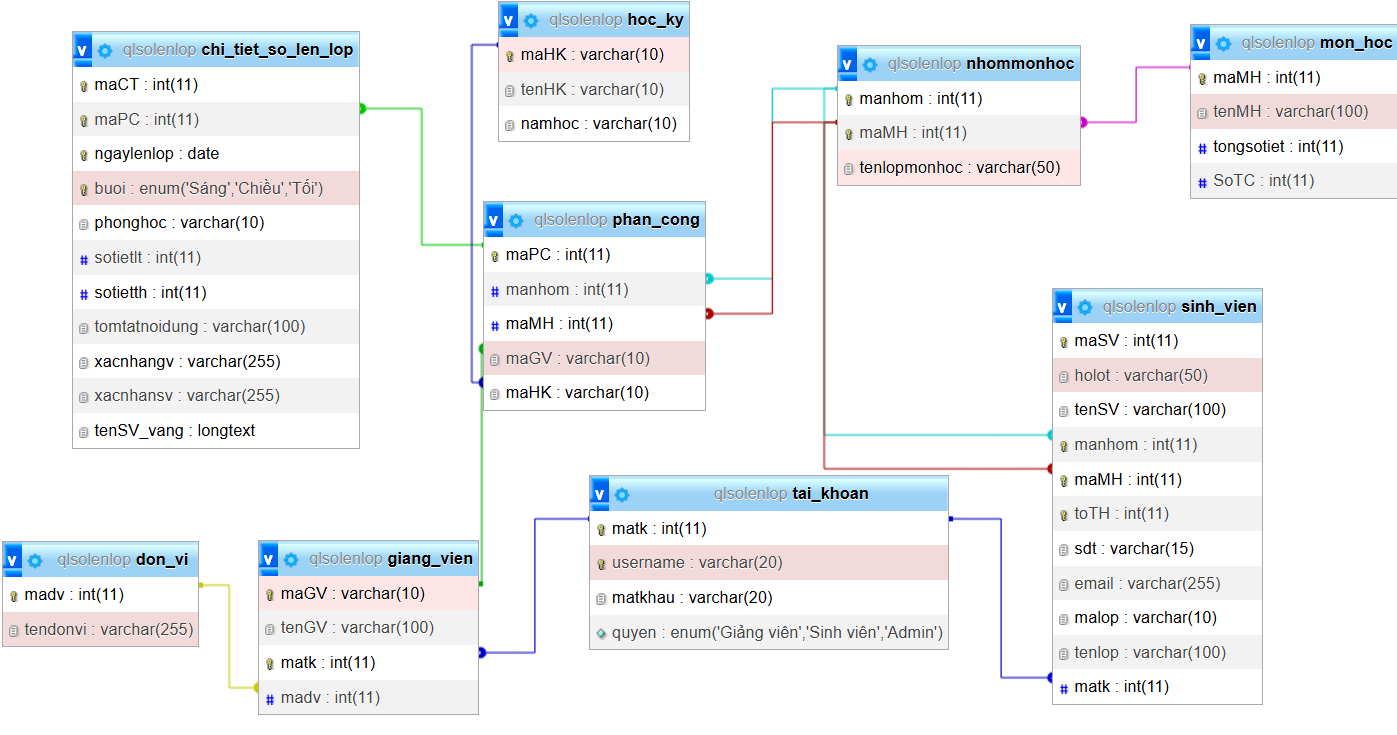 v qlsolenlop chi_tiet_so_len_lop
maCT : int(11)
maPC : int(11)
ngaylenlop : date
buoi : enum('Sáng','Chiều','Tối')
phonghoc : varchar(10)
# sotietlt : int(11)
# sotietth : int(11)
tomtatnoidung : varchar(100)
xacnhangv : varchar(255)
xacnhansv : varchar(255)
tenSV_vang : longtext
v qlsolenlop hoc_ky
maHK : varchar(10)
tenHK : varchar(10)
namhoc : varchar(10)
v qlsolenlop nhommonhoc
manhom : int(11)
maMH : int(11)
tenlopmonhoc : varchar(50)
v qlsolenlop mon_hoc
maMH : int(11)
tenMH : varchar(100)
# tongsotiet : int(11)
# SoTC : int(11)
v qlsolenlop phan_cong
maPC : int(11)
# manhom : int(11)
# maMH : int(11)
maGV : varchar(10)
maHK : varchar(10)
v qlsolenlop sinh_vien
maSV : int(11)
holot : varchar(50)
tenSV : varchar(100)
manhom : int(11)
maMH : int(11)
toTH : int(11)
sdt : varchar(15)
email : varchar(255)
malop : varchar(10)
tenlop : varchar(100)
# matk : int(11)
v qlsolenlop tai_khoan
matk : int(11)
username : varchar(20)
matkhau : varchar(20)
quyen : enum('Giảng viên','Sinh viên','Admin')
v qlsolenlop don_vi
madv : int(11)
tendonvi : varchar(255)
v qlsolenlop giang_vien
maGV : varchar(10)
tenGV : varchar(100)
matk : int(11)
# madv : int(11)